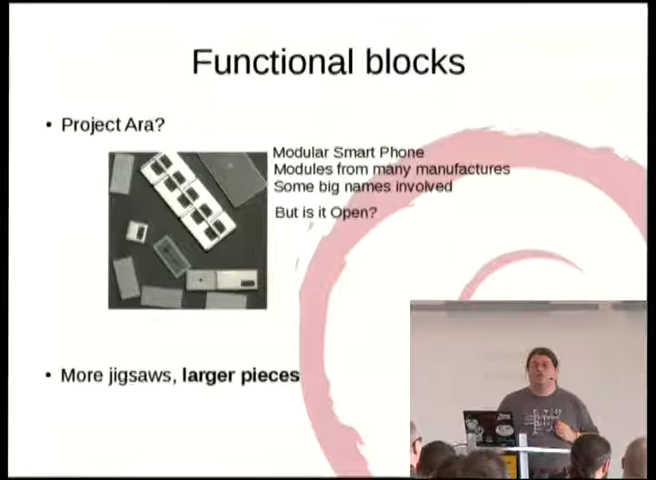 Functional blocks
• Project Ara?
Modular Smart Phone
Modules from many manufactures
Some big names involved
But is it Open?
• More jigsaws, larger pieces